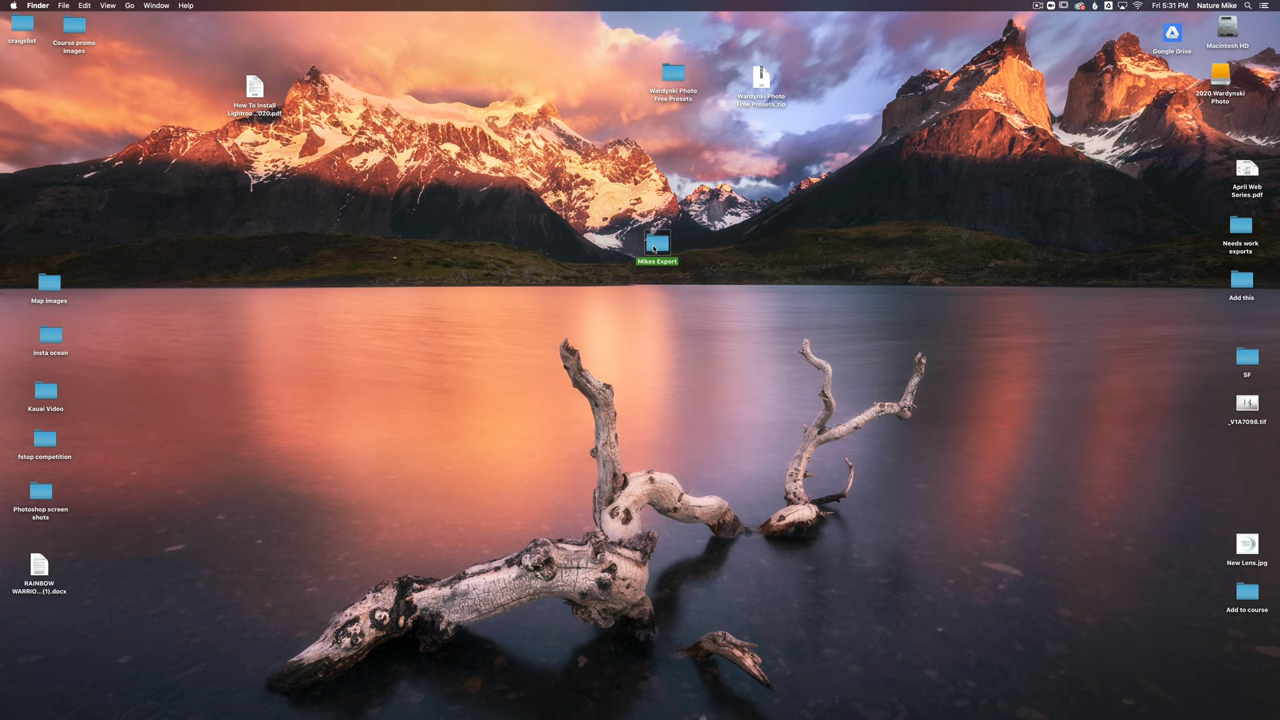 Finder File Edit View Go Window Help
Fri 5:31 PM Nature Mike
craigslist
Course promo
images
How To Install
Lightroo...020.pdf
Wardynki Photo
Free Presets
Wardynki Photo
Free Presets.zip
Google Drive
Macintosh HD
2020 Wardynski
Photo
April Web
Series.pdf
Needs work
exports
Mikes Export
Add this
Map images
insta ocean
SF
Kauai Video
_V1A7098.tif
fstop competition
Photoshop screen
shots
New Lens.jpg
RAINBOW
WARRIO...(1).docx
Add to course